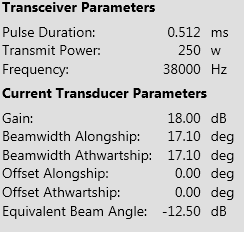 Transceiver Parameters
Pulse Duration: 0.512 ms
Transmit Power: 250 w
Frequency: 38000 Hz
Current Transducer Parameters
Gain: 18.00 dB
Beamwidth Alongship: 17.10 deg
Beamwidth Athwartship: 17.10 deg
Offset Alongship: 0.00 deg
Offset Athwartship: 0.00 deg
Equivalent Beam Angle: -12.50 dB